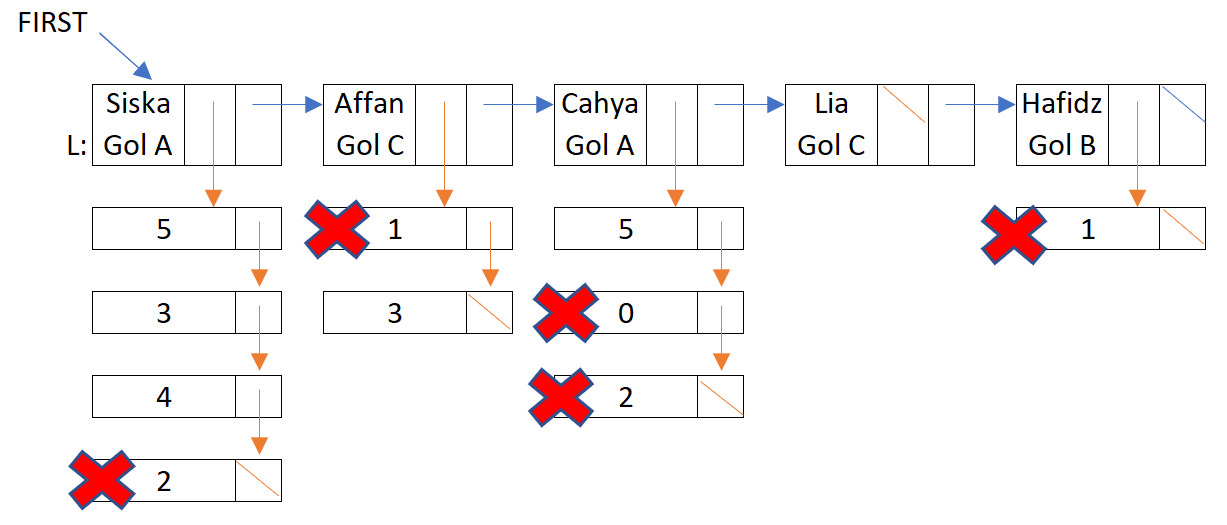 FIRST
Siska
Affan
Cahya
Lia
Hafidz
L: Gol A
Gol C
Gol A
Gol C
Gol B
5
1
5
1
3
3
0
4
2
2